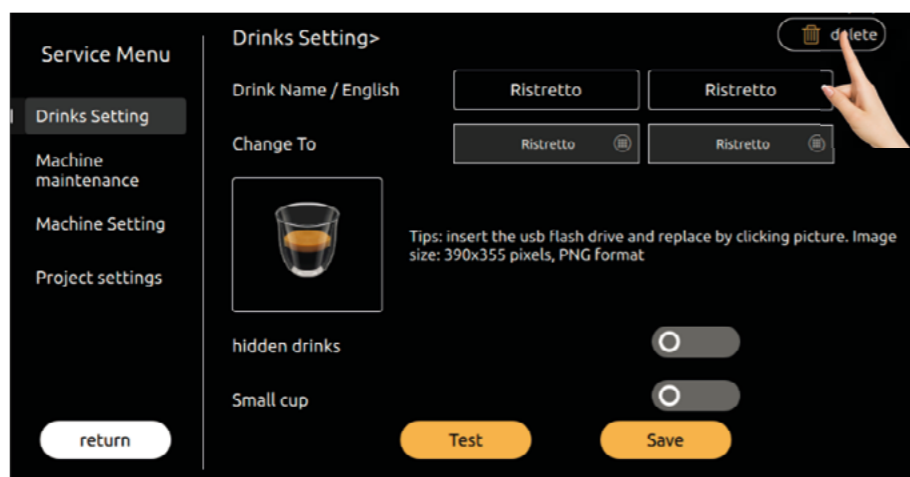 Service Menu
Drinks Setting
Machine
maintenance
Machine Setting
Project settings
return
Drinks Setting>
delete
Drink Name / English
Ristretto
Ristretto
Change To
Ristretto
Ristretto
Tips: insert the usb flash drive and replace by clicking picture. Image
size: 390x355 pixels, PNG format
hidden drinks
Small cup
Test
Save